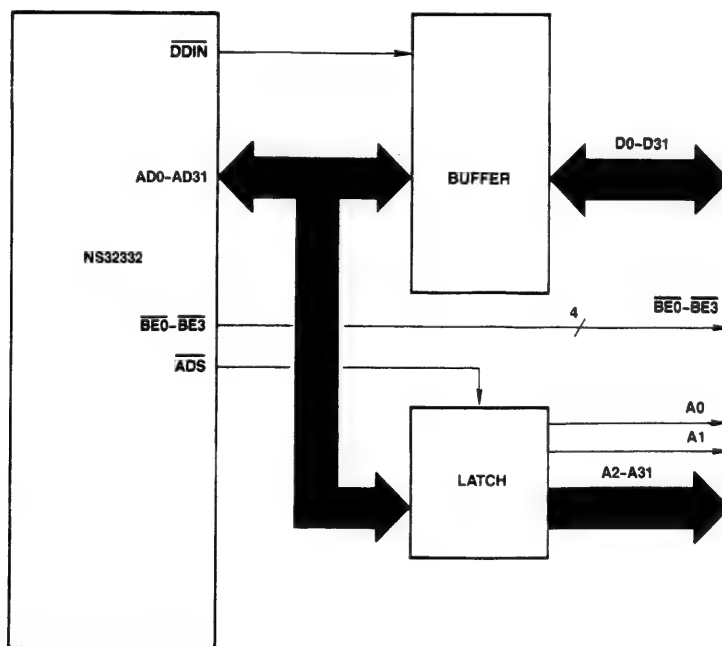 DDIN
D0-D31
AD0-AD31
BUFFER
NS32332
4
BE0-BE3
BE0-BE3
ADS
A0
A1
A2-A31
LATCH